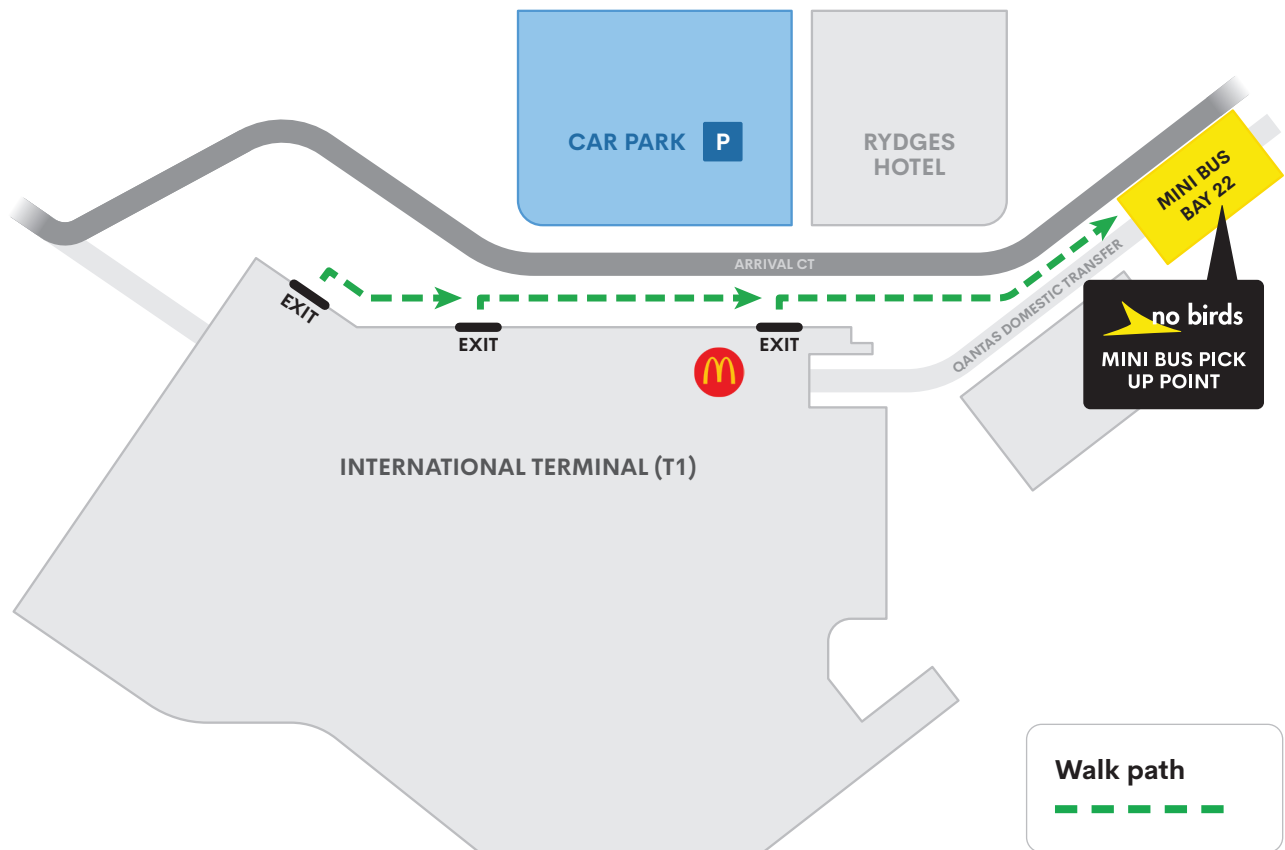 CAR PARK P
RYDGES
HOTEL
MINI BUS
BAY 22
ARRIVAL CT
QANTAS DOMESTIC TRANSFER
EXIT
EXIT
EXIT
no birds
MINI BUS PICK
UP POINT
INTERNATIONAL TERMINAL (T1)
Walk path